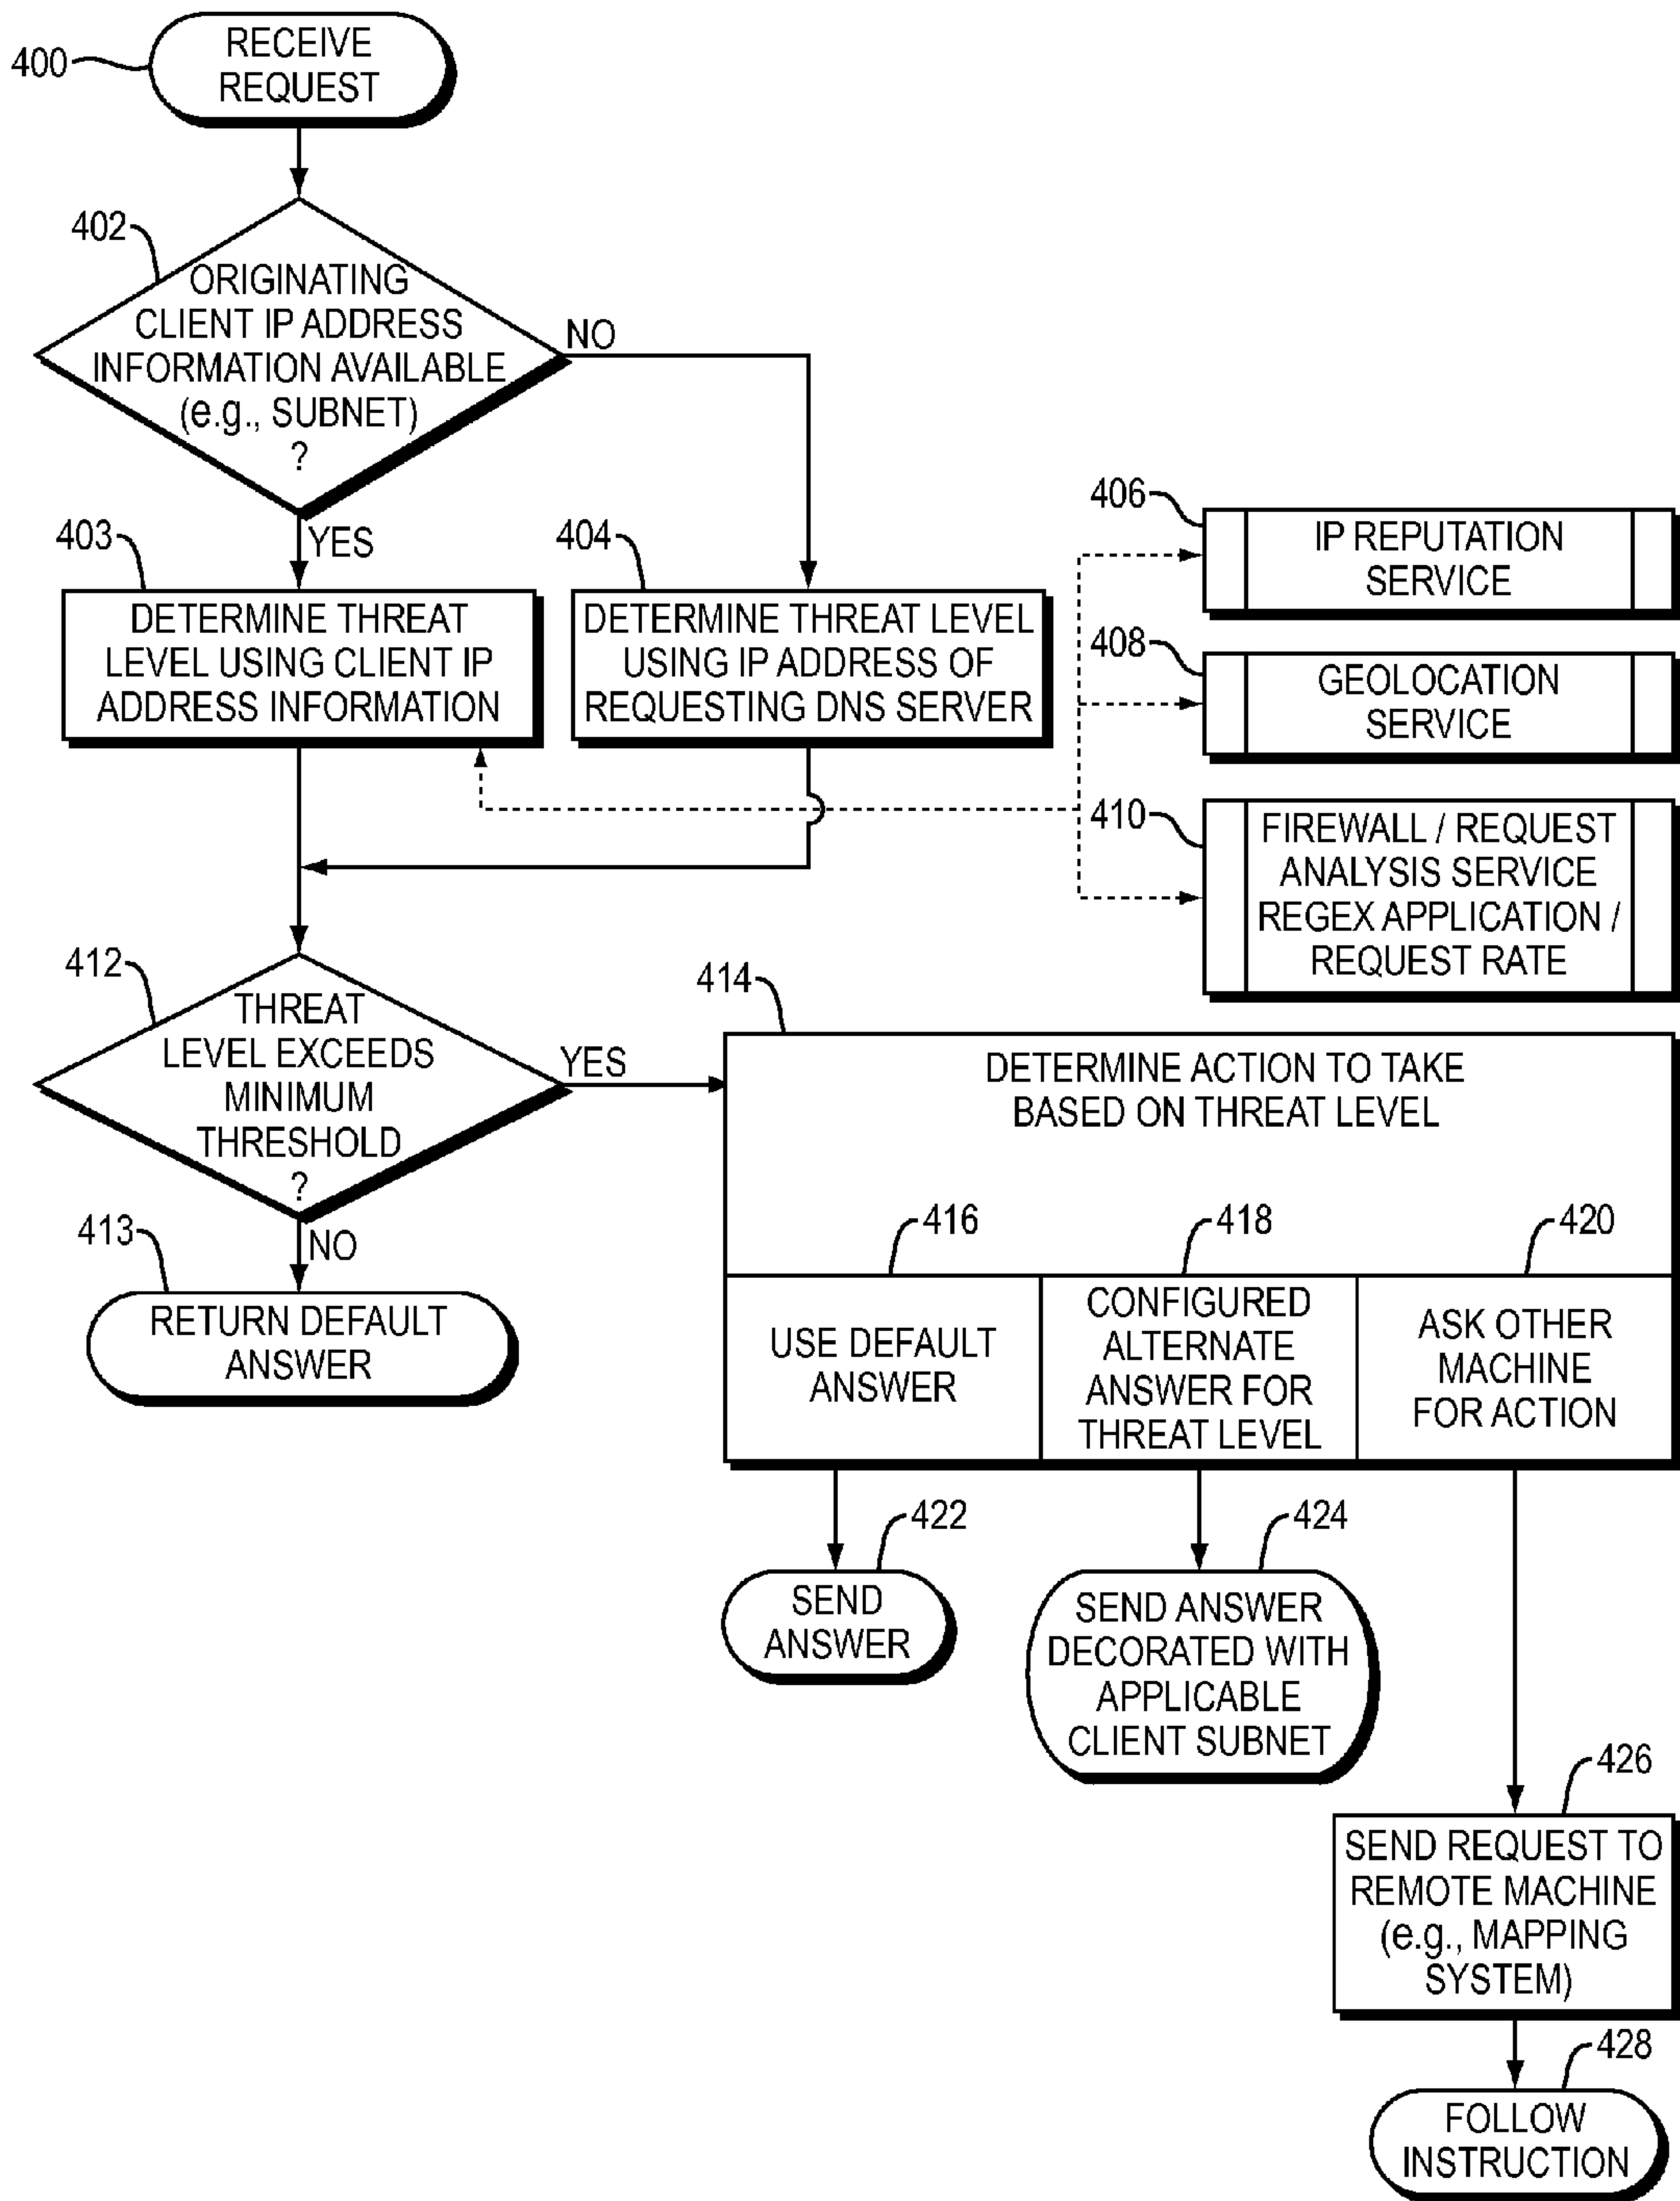 400
RECEIVE
REQUEST
402
ORIGINATING
CLIENT IP ADDRESS
INFORMATION AVAILABLE
(e.g., SUBNET)
?
NO
YES
403
DETERMINE THREAT
LEVEL USING CLIENT IP
ADDRESS INFORMATION
404
DETERMINE THREAT LEVEL
USING IP ADDRESS OF
REQUESTING DNS SERVER
406
IP REPUTATION
SERVICE
408
GEOLOCATION
SERVICE
410
FIREWALL / REQUEST
ANALYSIS SERVICE
REGEX APPLICATION /
REQUEST RATE
412
THREAT
LEVEL EXCEEDS
MINIMUM
THRESHOLD
?
YES
NO
413
RETURN DEFAULT
ANSWER
414
DETERMINE ACTION TO TAKE
BASED ON THREAT LEVEL
416
USE DEFAULT
ANSWER
418
CONFIGURED
ALTERNATE
ANSWER FOR
THREAT LEVEL
420
ASK OTHER
MACHINE
FOR ACTION
422
SEND
ANSWER
424
SEND ANSWER
DECORATED WITH
APPLICABLE
CLIENT SUBNET
426
SEND REQUEST TO
REMOTE MACHINE
(e.g., MAPPING
SYSTEM)
428
FOLLOW
INSTRUCTION